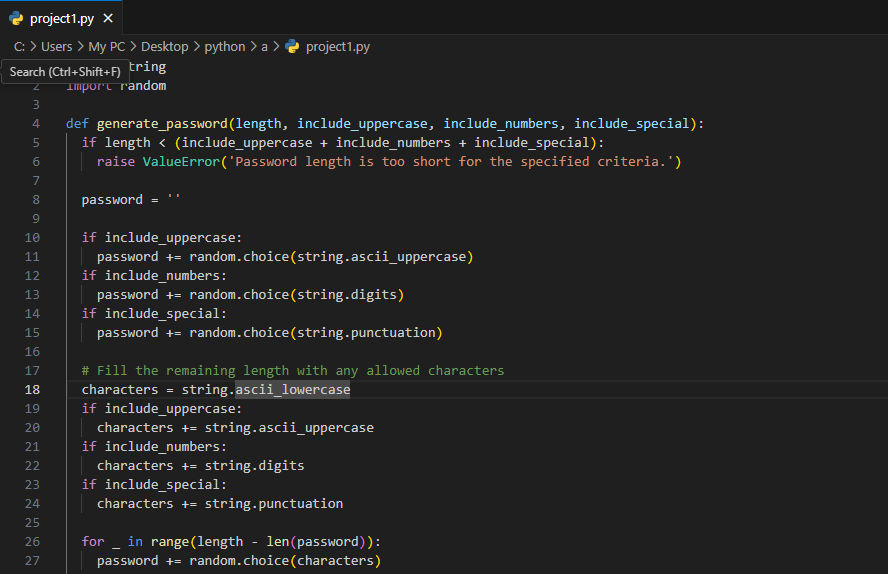 project1.py
C: > Users > My PC > Desktop > python > a > project1.py
Search (Ctrl+Shift+F)
2 import random
3
4 def generate_password(length, include_uppercase, include_numbers, include_special):
5 if length < (include_uppercase + include_numbers + include_special):
6 raise ValueError('Password length is too short for the specified criteria.')
7
8 password = ''
9
10 if include_uppercase:
11 password += random.choice(string.ascii_uppercase)
12 if include_numbers:
13 password += random.choice(string.digits)
14 if include_special:
15 password += random.choice(string.punctuation)
16
17 # Fill the remaining length with any allowed characters
18 characters = string.ascii_lowercase
19 if include_uppercase:
20 characters += string.ascii_uppercase
21 if include_numbers:
22 characters += string.digits
23 if include_special:
24 characters += string.punctuation
25
26 for _ in range(length - len(password)):
27 password += random.choice(characters)